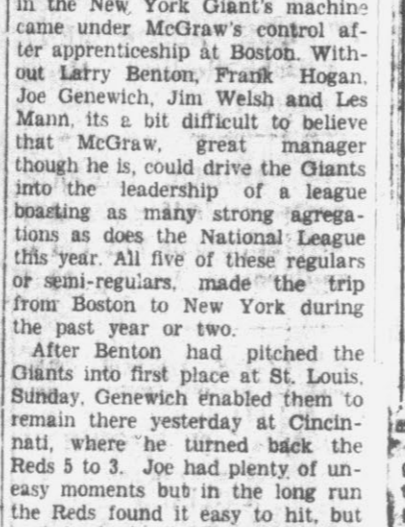 in the New York Giant's machine
came under McGraw's control af-
ter apprenticeship at Boston. With-
out Larry Benton, Frank Hogan,
Joe Genewich, Jim Welsh and Les
Mann, its a bit difficult to believe
that McGraw, great manager
though he is, could drive the Giants
into the leadership of a league
boasting as many strong agrega-
tions as does the National League
this year. All five of these regulars
or semi-regulars, made the trip
from Boston to New York during
the past year or two.
After Benton had pitched the
Giants into first place at St. Louis,
Sunday, Genewich enabled them to
remain there yesterday at Cincin-
nati, where he turned back the
Reds 5 to 3. Joe had plenty of un-
easy moments but in the long run
the Reds found it easy to hit, but